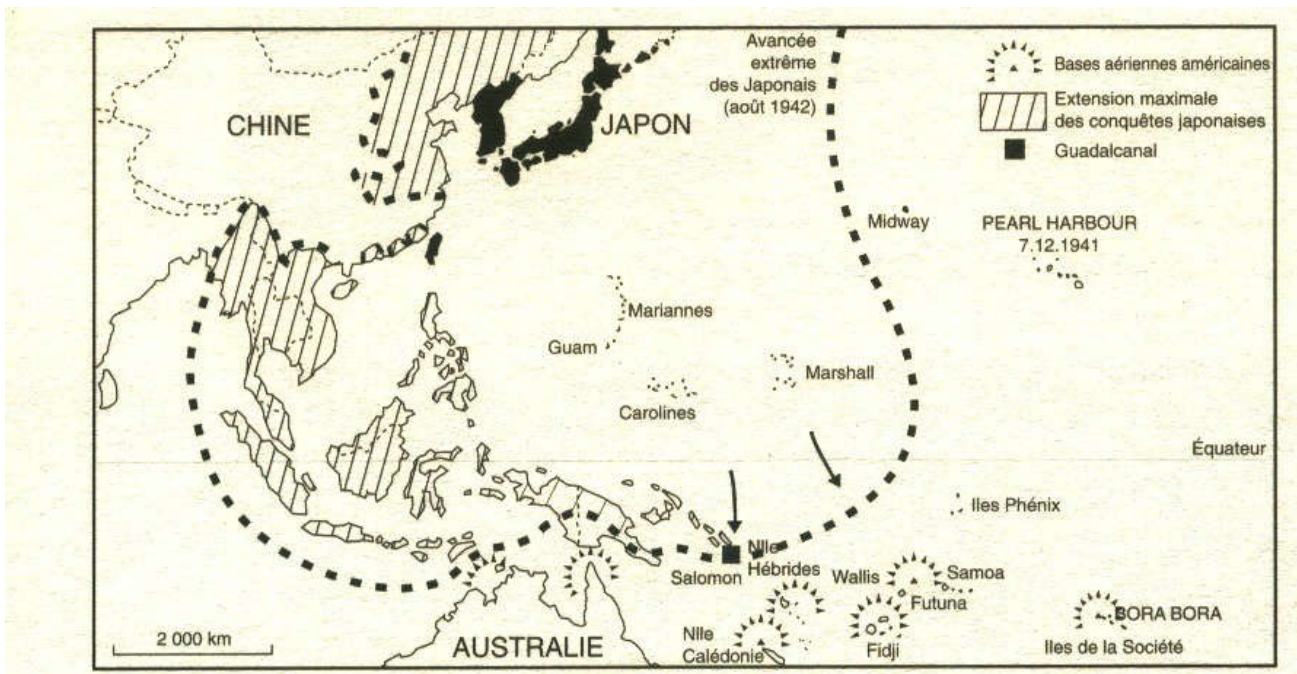 Avancée
extrême
des Japonais
(août 1942)
Bases aériennes américaines
Extension maximale
des conquêtes japonaises
Guadalcanal
CHINE
JAPON
Midway
PEARL HARBOUR
7.12.1941
Mariannes
Guam
Marshall
Carolines
Équateur
Iles Phénix
Salomon
Nlle
Hébrides
Wallis
Samoa
Futuna
BORA BORA
Iles de la Société
Fidji
Nlle
Calédonie
AUSTRALIE
2 000 km